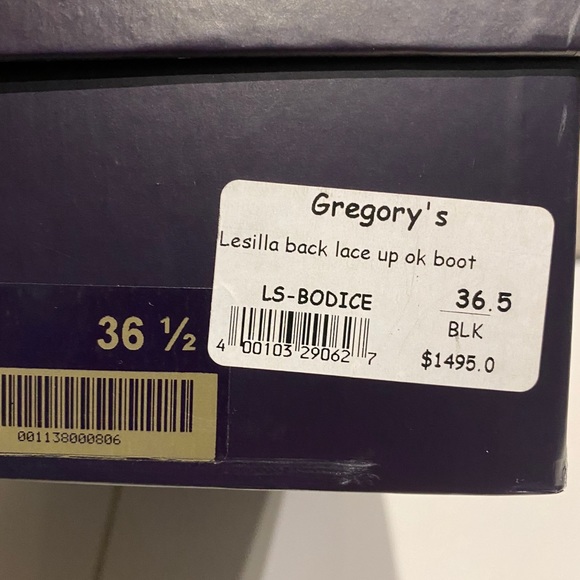 Gregory's
Lesilla back lace up ok boot
LS-BODICE
36.5
BLK
4 00103 29062 7
$1495.0
36 ½
001138000806